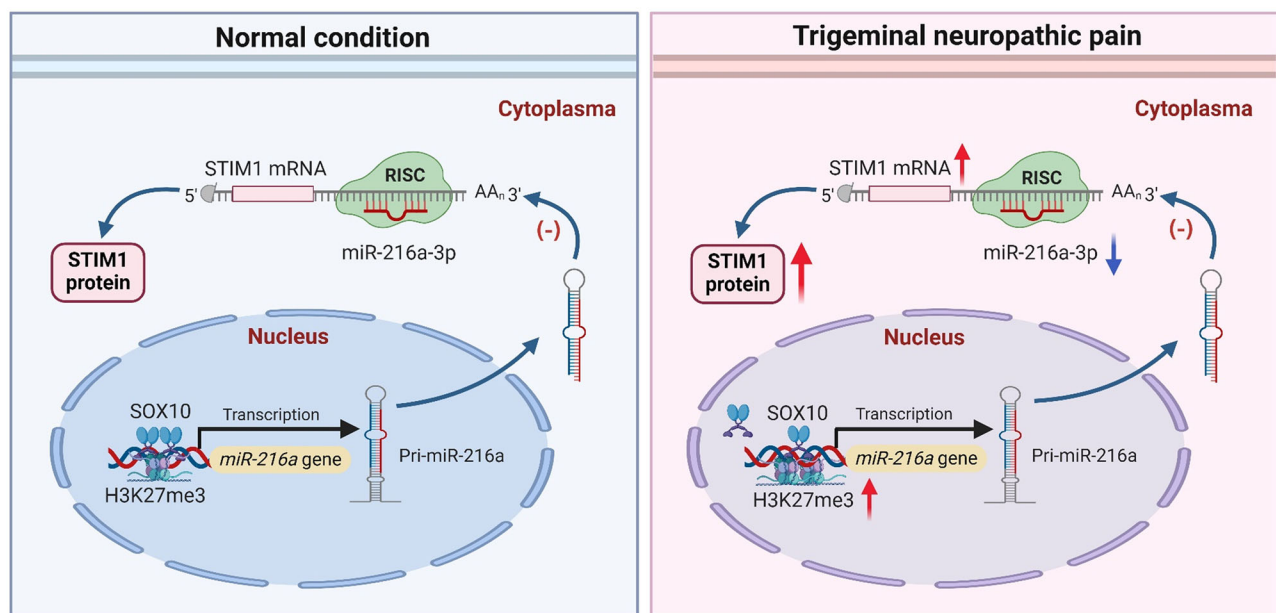 Normal condition
Cytoplasma
STIM1 mRNA
RISC
5'
AAn 3'
(-)
miR-216a-3p
STIM1
protein
Nucleus
SOX10
Transcription
miR-216a gene
Pri-miR-216a
H3K27me3
Trigeminal neuropathic pain
Cytoplasma
STIM1 mRNA
RISC
5'
AAn 3'
(-)
miR-216a-3p
STIM1
protein
Nucleus
SOX10
Transcription
miR-216a gene
Pri-miR-216a
H3K27me3